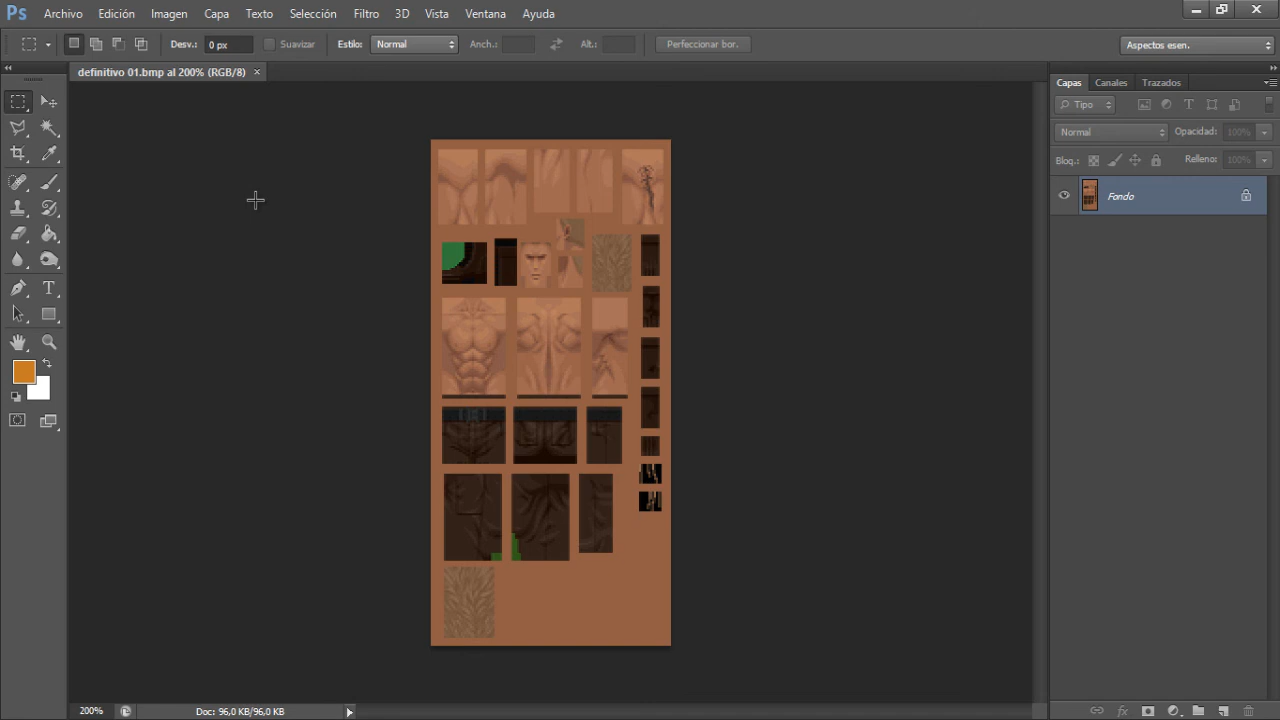 Ps Archivo Edición Imagen Capa Texto Selección Filtro 3D Vista Ventana Ayuda
Desv.: 0 px Suavizar Estilo: Normal Anch.: Alt.: Perfeccionar bor. Aspectos esen.
definitivo 01.bmp al 200% (RGB/8) ×
Capas Canales Trazados
Tipo
Normal Opacidad: 100%
Bloq.: Relleno: 100%
Fondo
200% Doc: 96,0 KB/96,0 KB